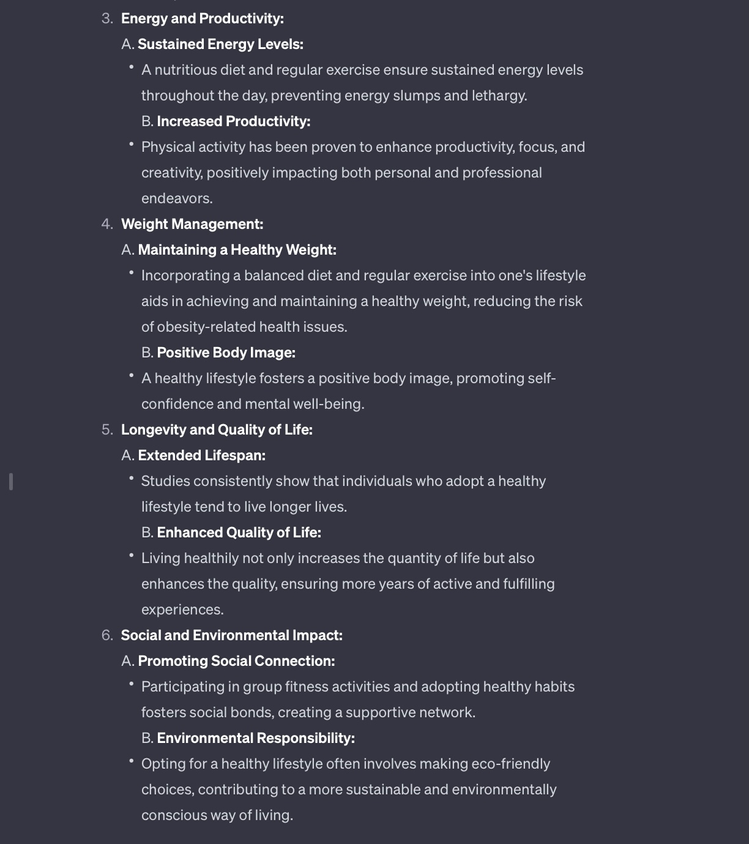 3. Energy and Productivity:
A. Sustained Energy Levels:
• A nutritious diet and regular exercise ensure sustained energy levels
throughout the day, preventing energy slumps and lethargy.
B. Increased Productivity:
• Physical activity has been proven to enhance productivity, focus, and
creativity, positively impacting both personal and professional
endeavors.
4. Weight Management:
A. Maintaining a Healthy Weight:
• Incorporating a balanced diet and regular exercise into one's lifestyle
aids in achieving and maintaining a healthy weight, reducing the risk
of obesity-related health issues.
B. Positive Body Image:
• A healthy lifestyle fosters a positive body image, promoting self-
confidence and mental well-being.
5. Longevity and Quality of Life:
A. Extended Lifespan:
• Studies consistently show that individuals who adopt a healthy
lifestyle tend to live longer lives.
B. Enhanced Quality of Life:
• Living healthily not only increases the quantity of life but also
enhances the quality, ensuring more years of active and fulfilling
experiences.
6. Social and Environmental Impact:
A. Promoting Social Connection:
• Participating in group fitness activities and adopting healthy habits
fosters social bonds, creating a supportive network.
B. Environmental Responsibility:
• Opting for a healthy lifestyle often involves making eco-friendly
choices, contributing to a more sustainable and environmentally
conscious way of living.